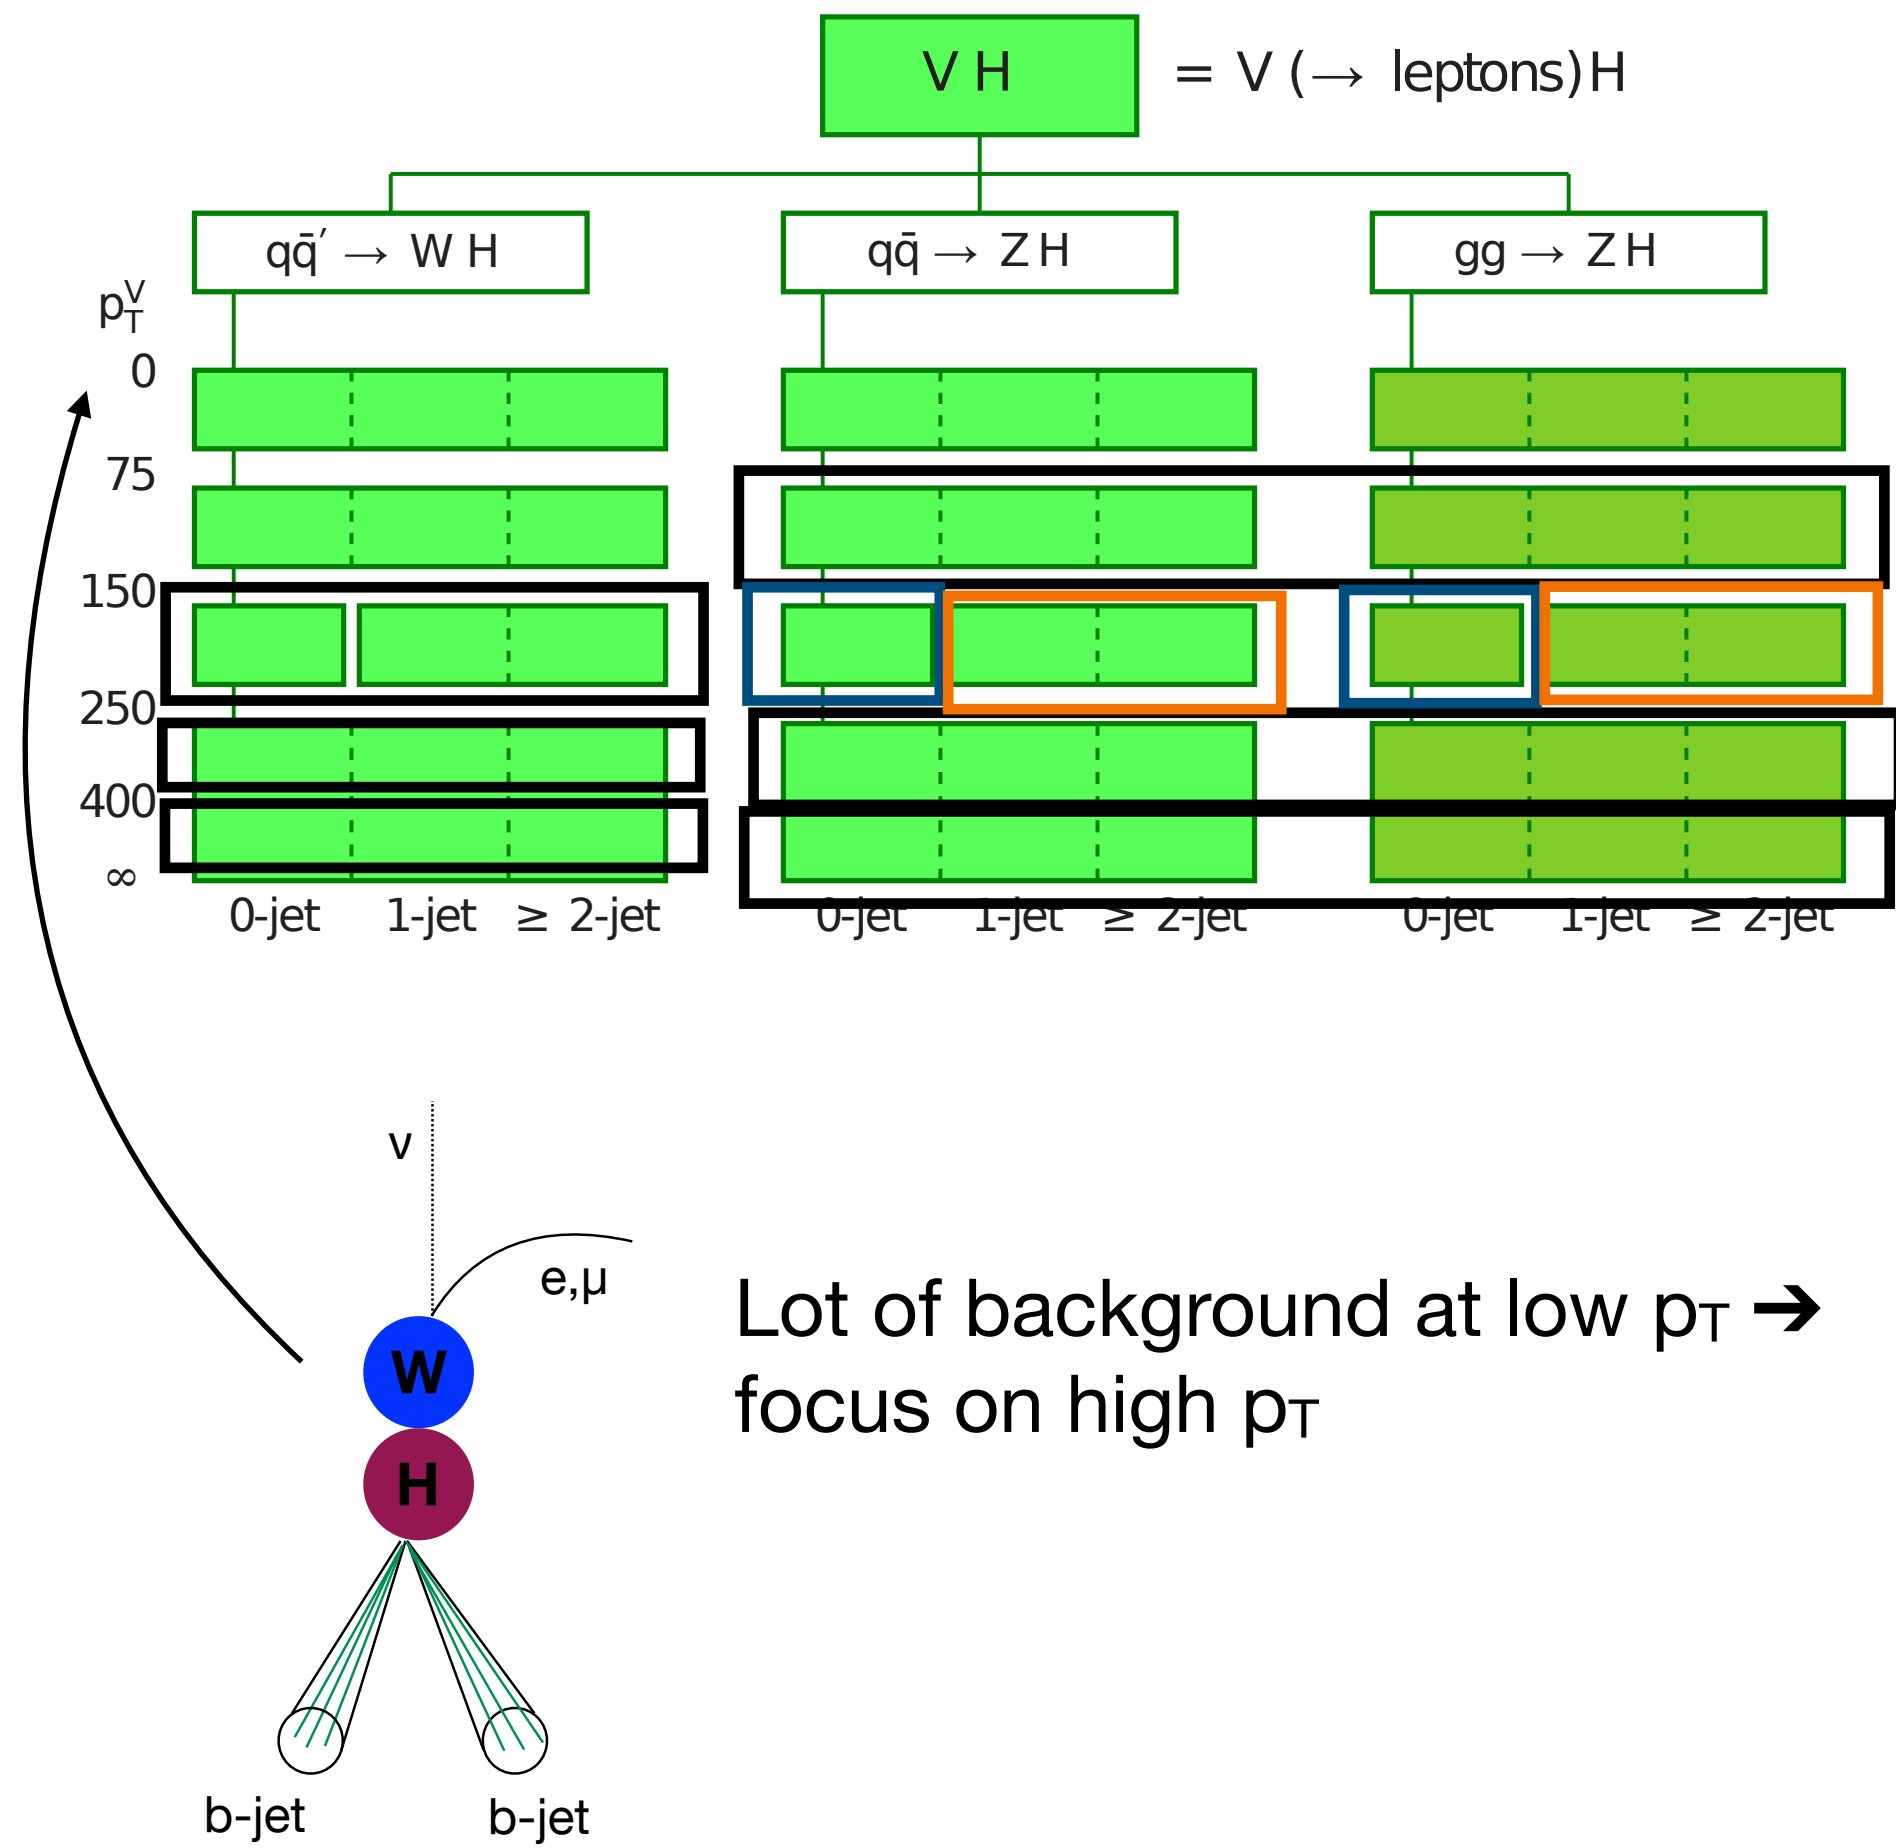 V H = V (→ leptons) H
qq̄′ → W H
qq̄ → Z H
gg → Z H
p_T^V
0
75
150
250
400
∞
0-jet 1-jet ≥ 2-jet
0-jet 1-jet ≥ 2-jet
0-jet 1-jet ≥ 2-jet
ν
e,μ
W
H
b-jet
b-jet
Lot of background at low pT ➔
focus on high pT